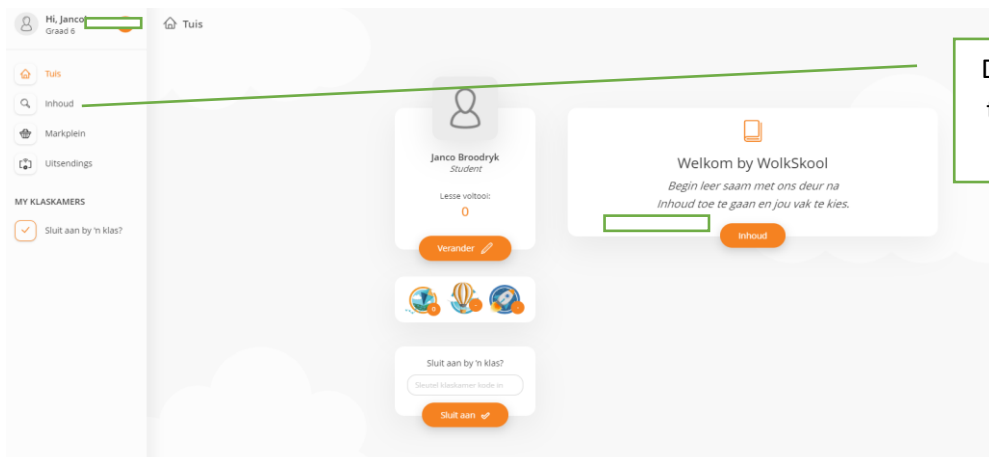 Hi, Janco
Graad 6
Tuis
Tuis
Inhoud
Markplein
Uitsendings
MY KLASKAMERS
Sluit aan by 'n klas?
Janco Broodryk
Student
Lesse voltooi:
0
Verander
0
Sluit aan by 'n klas?
Sleutel klaskamer kode in
Sluit aan
Welkom by WolkSkool
Begin leer saam met ons deur na
Inhoud toe te gaan en jou vak te kies.
Inhoud